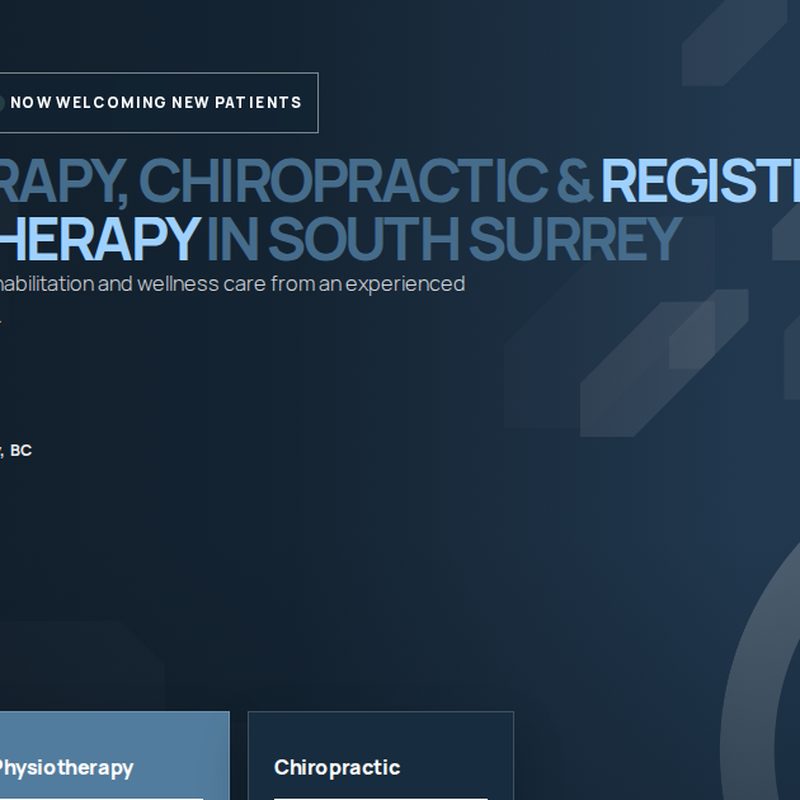 NOW WELCOMING NEW PATIENTS
RAPY, CHIROPRACTIC & REGIST
HERAPY IN SOUTH SURREY
habilitation and wellness care from an experienced
, BC
Physiotherapy
Chiropractic